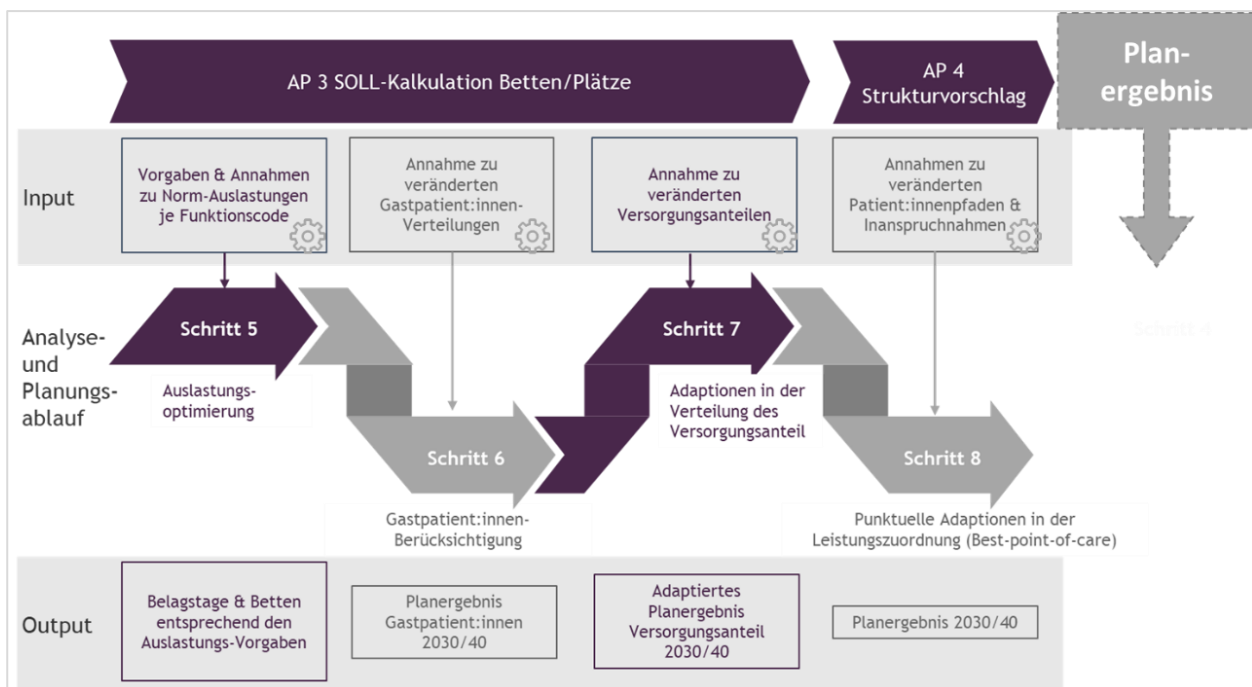 AP 3 SOLL-Kalkulation Betten/Plätze
AP 4
Strukturvorschlag
Plan-
ergebnis
Input
Vorgaben & Annahmen
zu Norm-Auslastungen
je Funktionscode
Annahme zu
veränderten
Gastpatient:innen-
Verteilungen
Annahme zu
veränderten
Versorgungsanteilen
Annahmen zu
veränderten
Patient:innenpfaden &
Inanspruchnahmen
Analyse-
und
Planungs-
ablauf
Schritt 5
Auslastungs-
optimierung
Schritt 6
Gastpatient:innen-
Berücksichtigung
Schritt 7
Adaptionen in der
Verteilung des
Versorgungsanteil
Schritt 8
Punktuelle Adaptionen in der
Leistungszuordnung (Best-point-of-care)
Output
Belagstage & Betten
entsprechend den
Auslastungs-Vorgaben
Planergebnis
Gastpatient:innen
2030/40
Adaptiertes
Planergebnis
Versorgungsanteil
2030/40
Planergebnis 2030/40